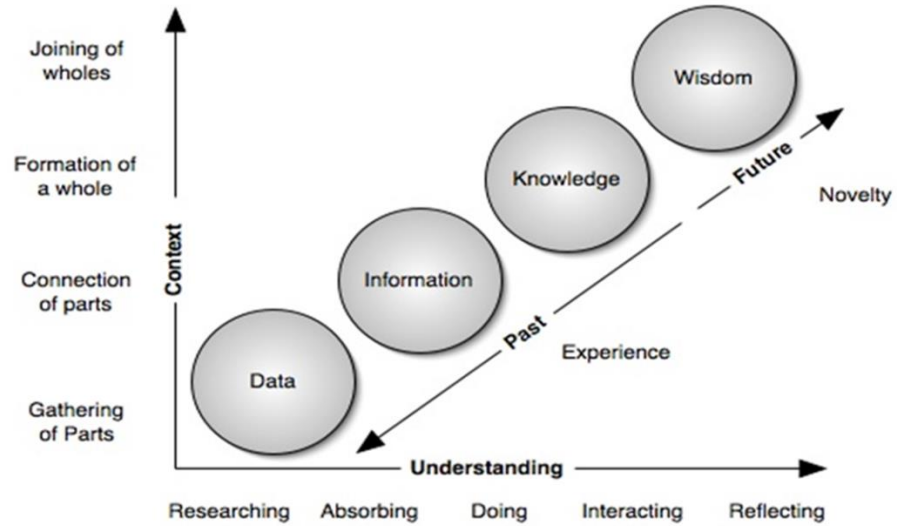 Joining of
wholes
Wisdom
Formation of
a whole
Knowledge
Future
Novelty
Context
Connection
of parts
Information
Past
Experience
Data
Gathering
of Parts
Understanding
Researching Absorbing Doing Interacting Reflecting